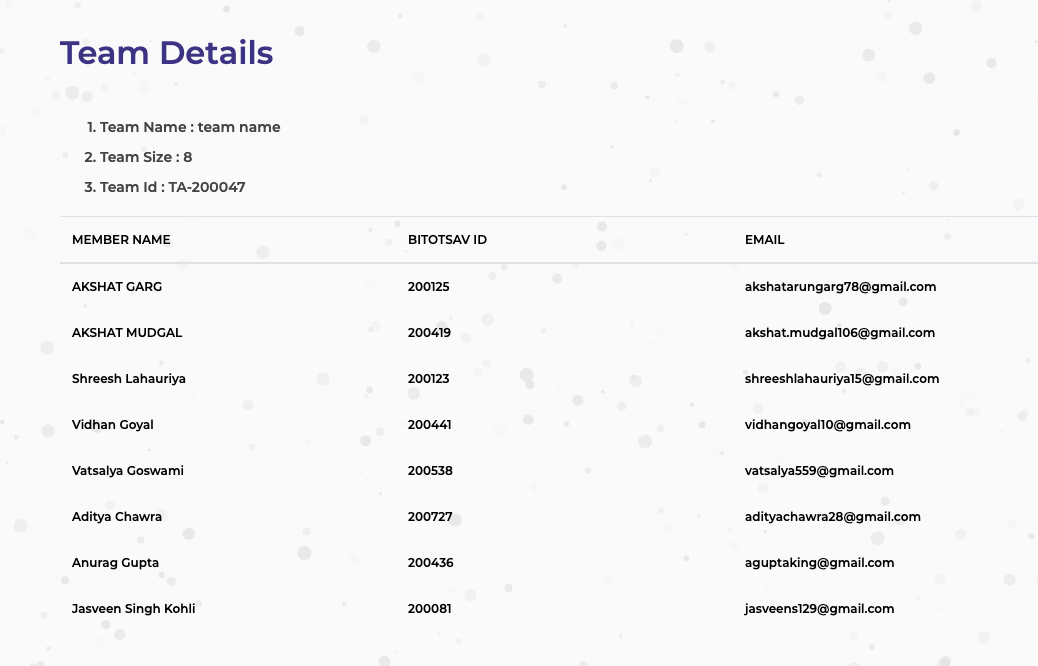 Team Details
1. Team Name : team name
2. Team Size : 8
3. Team Id : TA-200047
MEMBER NAME BITOTSAV ID EMAIL
AKSHAT GARG 200125 akshatarungarg78@gmail.com
AKSHAT MUDGAL 200419 akshat.mudgal106@gmail.com
Shreesh Lahauriya 200123 shreeshlahauriya15@gmail.com
Vidhan Goyal 200441 vidhangoyal10@gmail.com
Vatsalya Goswami 200538 vatsalya559@gmail.com
Aditya Chawra 200727 adityachawra28@gmail.com
Anurag Gupta 200436 aguptaking@gmail.com
Jasveen Singh Kohli 200081 jasveens129@gmail.com